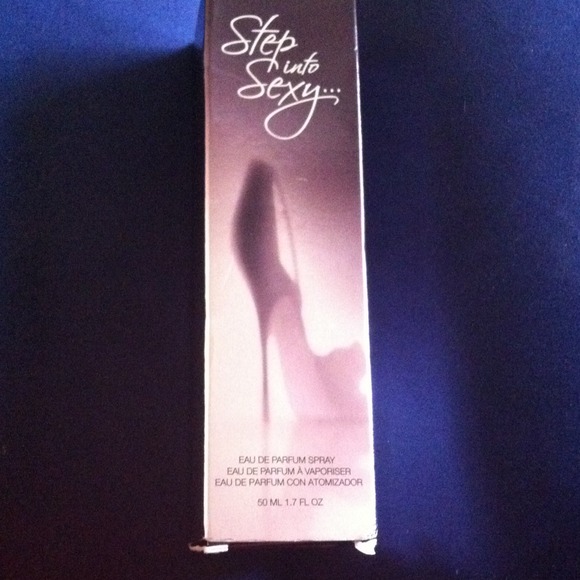 Step
into
Sexy...
EAU DE PARFUM SPRAY
EAU DE PARFUM À VAPORISER
EAU DE PARFUM CON ATOMIZADOR
50 ML 1.7 FL OZ